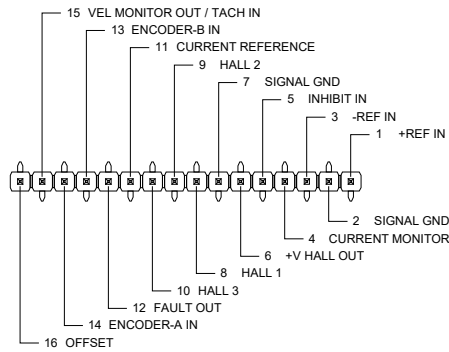 15 VEL MONITOR OUT / TACH IN
13 ENCODER-B IN
11 CURRENT REFERENCE
9 HALL 2
7 SIGNAL GND
5 INHIBIT IN
3 -REF IN
1 +REF IN
2 SIGNAL GND
4 CURRENT MONITOR
6 +V HALL OUT
8 HALL 1
10 HALL 3
12 FAULT OUT
14 ENCODER-A IN
16 OFFSET